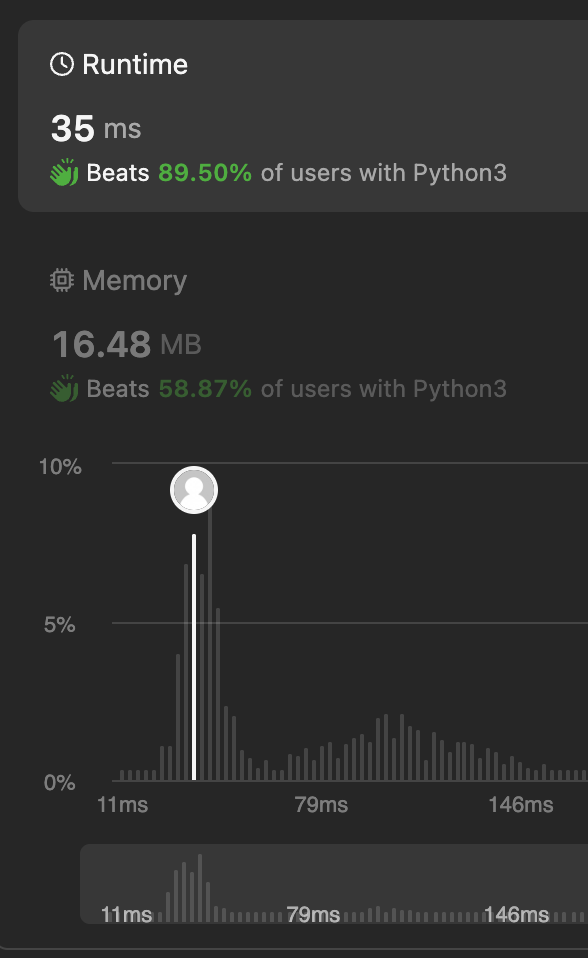 Runtime
35 ms
Beats 89.50% of users with Python3
Memory
16.48 MB
Beats 58.87% of users with Python3
10%
5%
0%
11ms 79ms 146ms
11ms 79ms 146ms